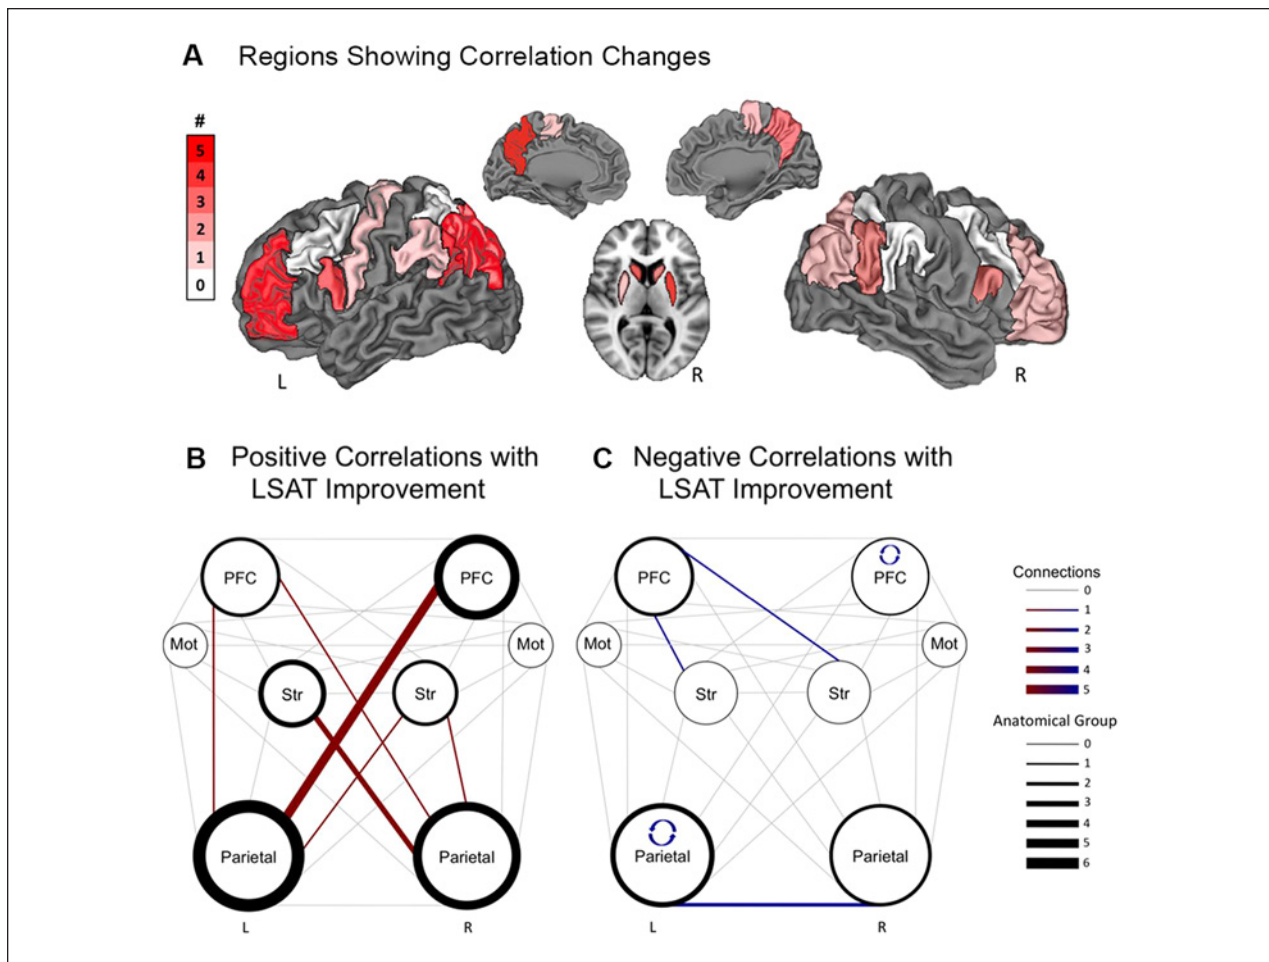 A Regions Showing Correlation Changes
#
5
4
3
2
1
0
L
R
R
B Positive Correlations with
LSAT Improvement
C Negative Correlations with
LSAT Improvement
PFC
PFC
Mot
Mot
Str
Str
Parietal
Parietal
L
R
PFC
PFC
Mot
Mot
Str
Str
Parietal
Parietal
L
R
Connections
0
1
2
3
4
5
Anatomical Group
0
1
2
3
4
5
6